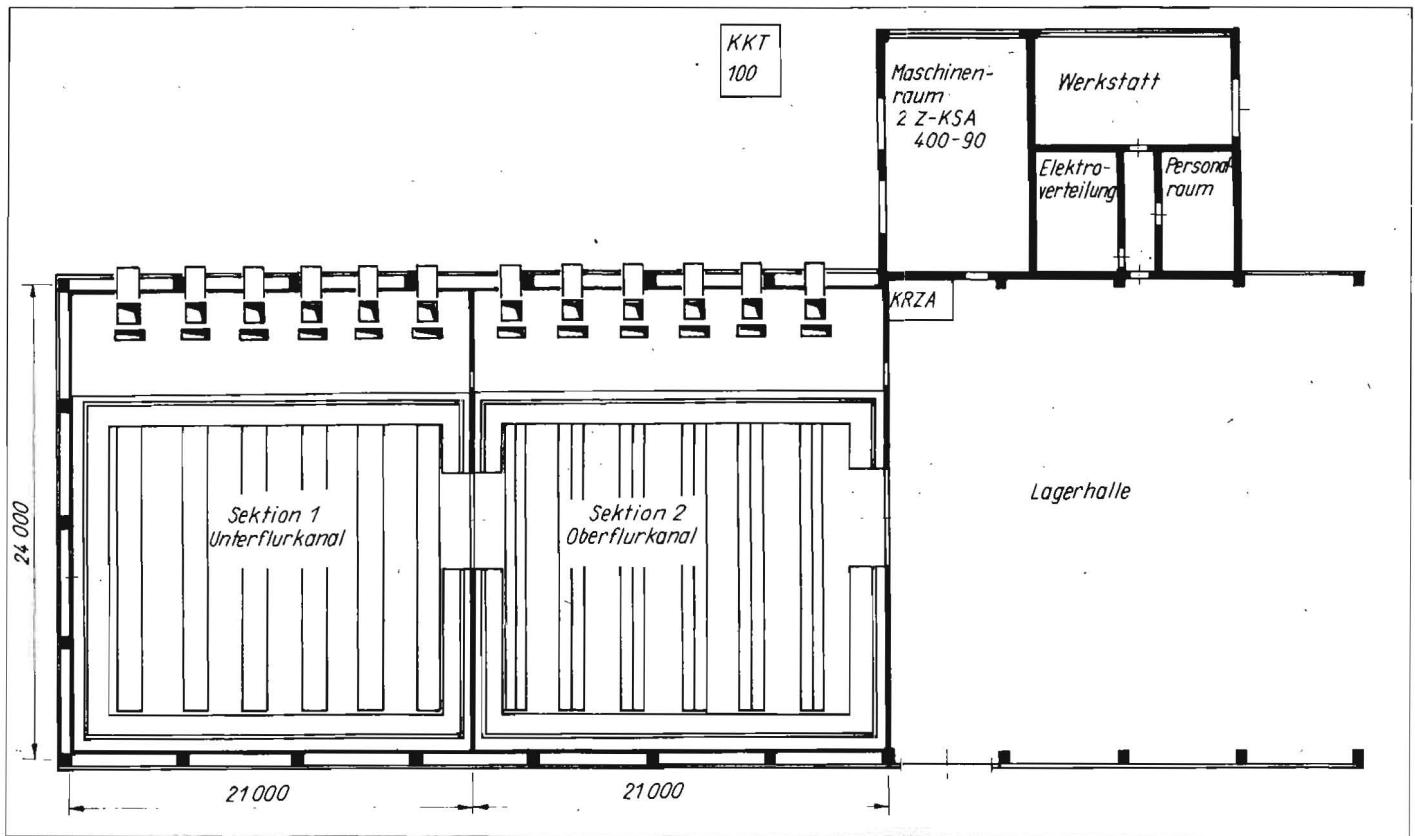 KKT
100
Maschinen-
raum
2 Z-KSA
400-90
Werkstatt
Elektro-
verteilung
Personal
raum
KRZA
24 000
Sektion 1
Unterflurkanal
Sektion 2
Oberflurkanal
Lagerhalle
21 000
21 000